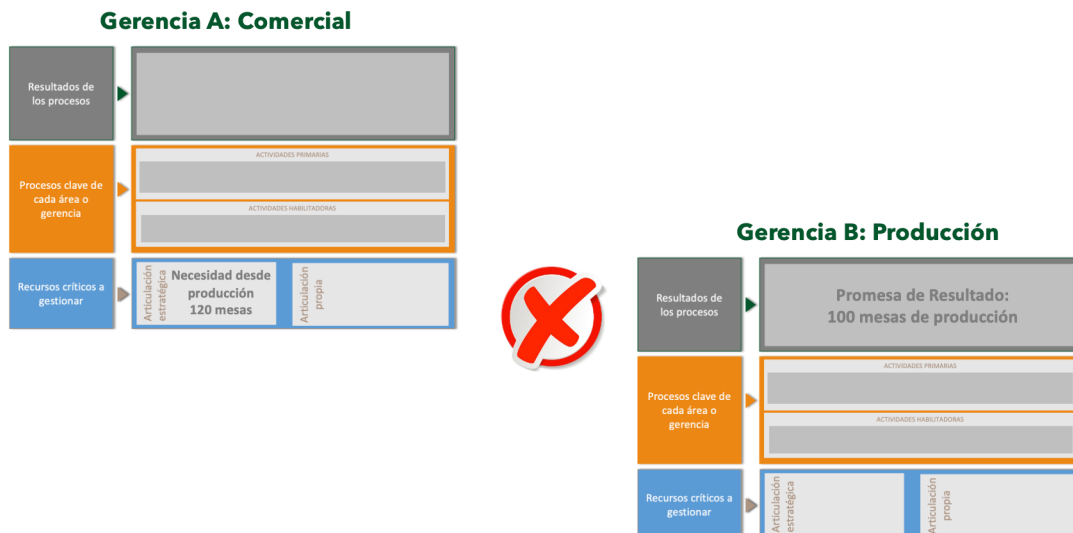 Gerencia A: Comercial
Resultados de
los procesos
Procesos clave de
cada área o
gerencia
ACTIVIDADES PRIMARIAS
ACTIVIDADES HABILITADORAS
Recursos críticos a
gestionar
Articulación
estratégica
Necesidad desde
producción
120 mesas
Articulación
propia
Gerencia B: Producción
Resultados de
los procesos
Promesa de Resultado:
100 mesas de producción
Procesos clave de
cada área o
gerencia
ACTIVIDADES PRIMARIAS
ACTIVIDADES HABILITADORAS
Recursos críticos a
gestionar
Articulación
estratégica
Articulación
propia